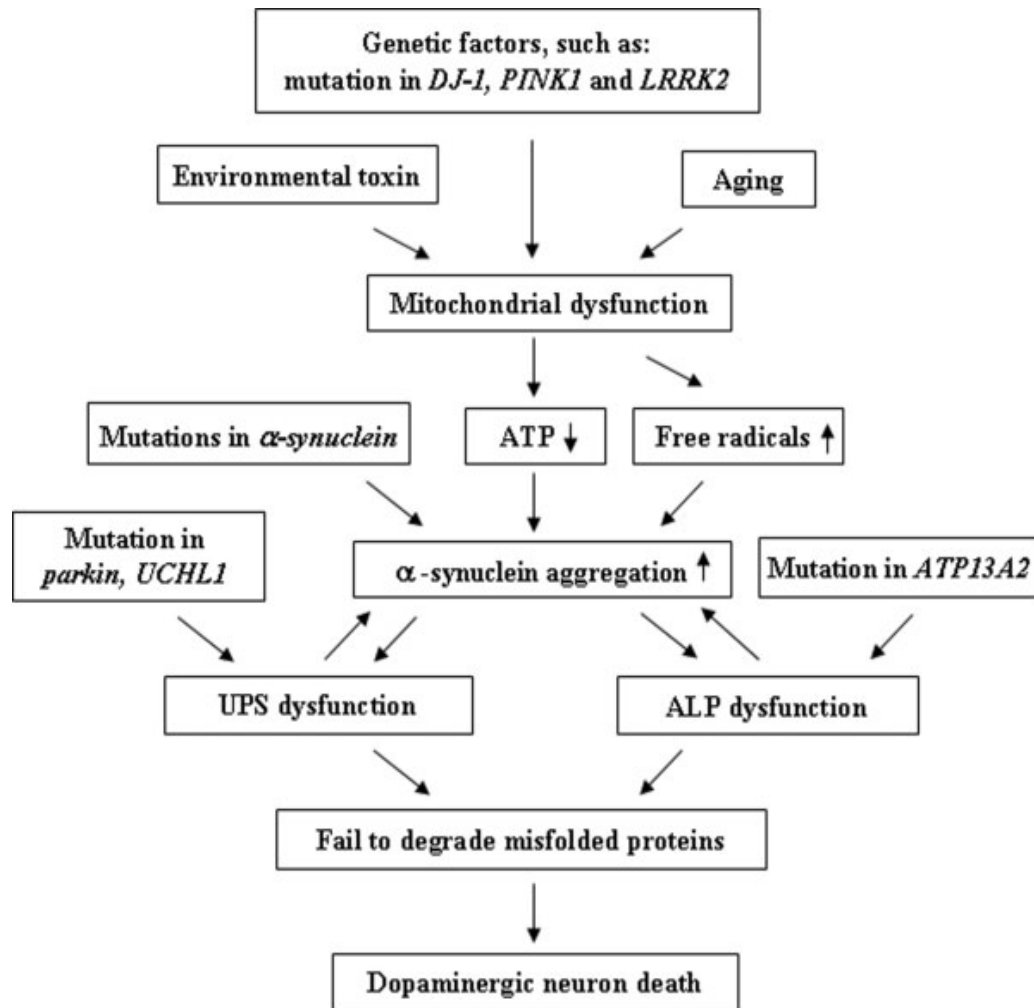 Genetic factors, such as:
mutation in DJ-1, PINK1 and LRRK2
Environmental toxin
Aging
Mitochondrial dysfunction
Mutations in α-synuclein
ATP ↓
Free radicals ↑
Mutation in
parkin, UCHL1
α-synuclein aggregation ↑
Mutation in ATP13A2
UPS dysfunction
ALP dysfunction
Fail to degrade misfolded proteins
Dopaminergic neuron death